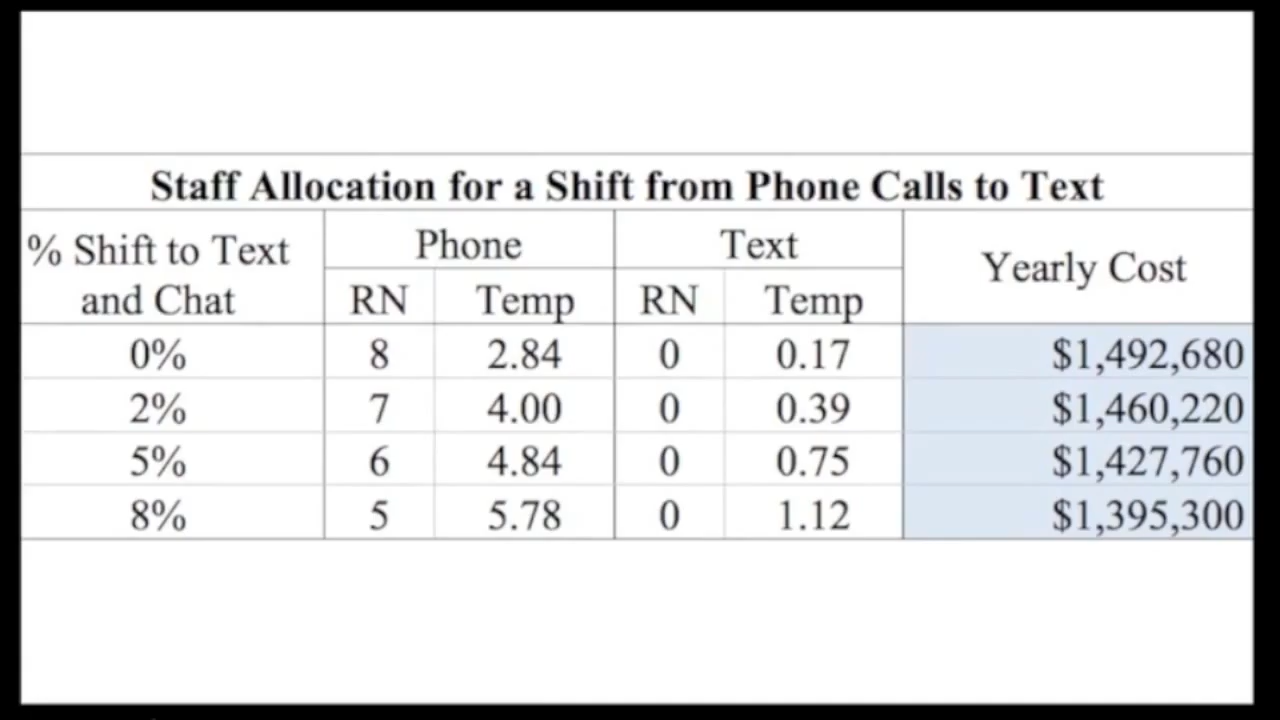 Staff Allocation for a Shift from Phone Calls to Text
% Shift to Text and Chat
Phone
Text
Yearly Cost
RN Temp RN Temp
0% 8 2.84 0 0.17 $1,492,680
2% 7 4.00 0 0.39 $1,460,220
5% 6 4.84 0 0.75 $1,427,760
8% 5 5.78 0 1.12 $1,395,300